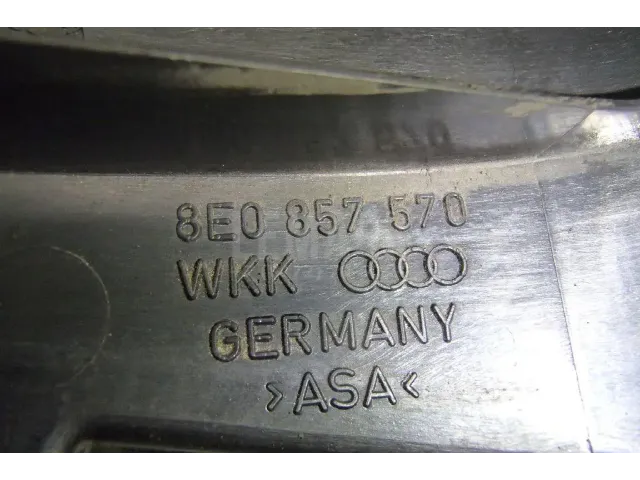 8E0 857 570
WKK
GERMANY
>ASA<